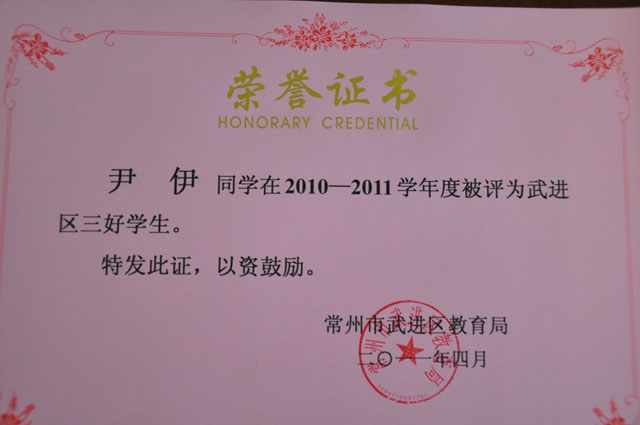 荣誉证书
HONORARY CREDENTIAL
尹 伊 同学在2010—2011学年度被评为武进
区三好学生。
特发此证，以资鼓励。
常州市武进区教育局
二〇一一年四月